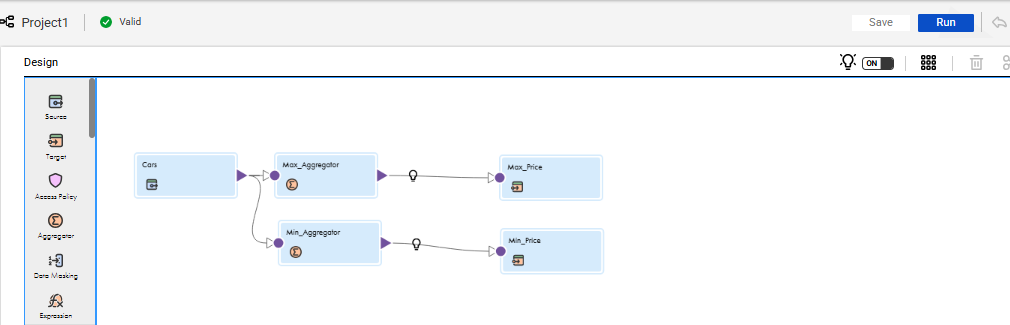 Project1
Valid
Save
Run
Design
ON
Source
Target
Access Policy
Aggregator
Data Masking
Expression
Cars
Max_Aggregator
Max_Price
Min_Aggregator
Min_Price